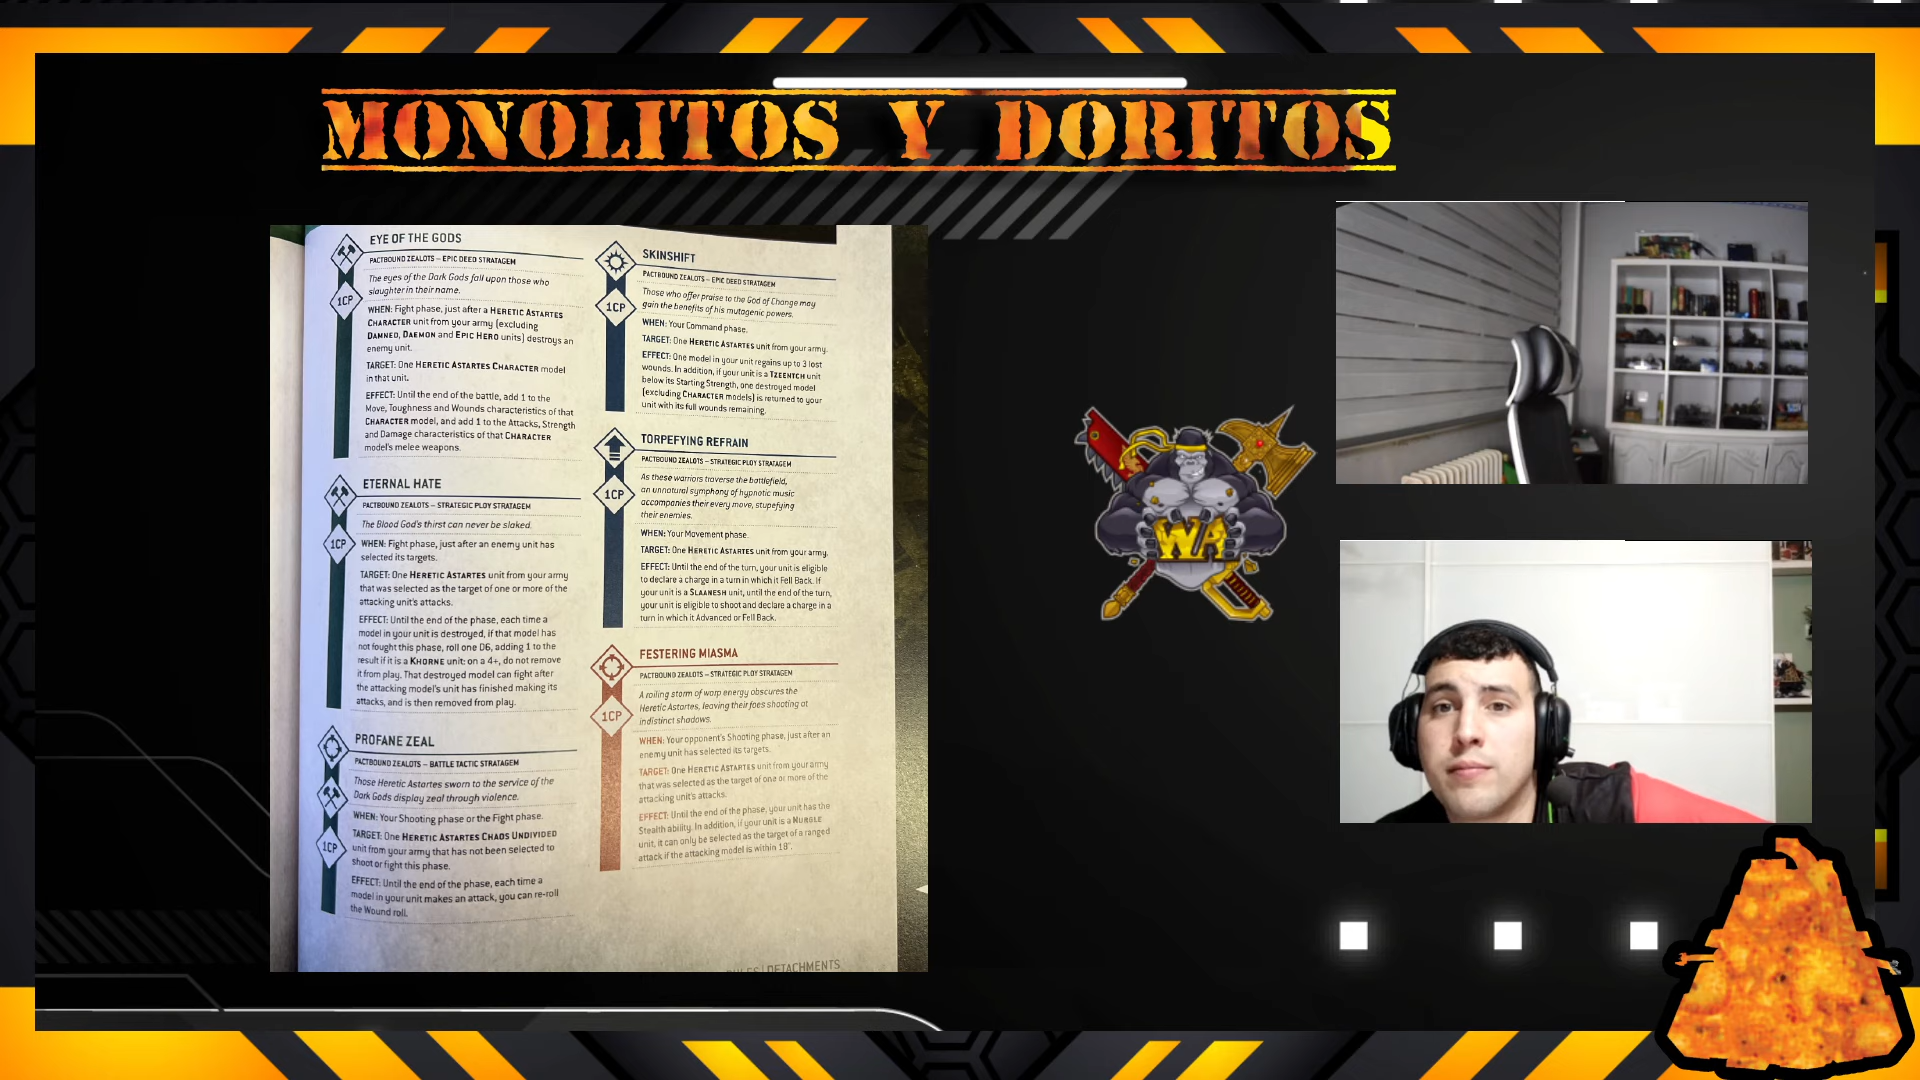 MONOLITOS Y DORITOS
EYE OF THE GODS
PACTBOUND ZEALOTS – EPIC DEED STRATAGEM
The eyes of the Dark Gods fall upon those who
slaughter in their name.
1CP
WHEN: Fight phase, just after a HERETIC ASTARTES
CHARACTER unit from your army (excluding
DAMNED, DAEMON and EPIC HERO units) destroys an
enemy unit.
TARGET: One HERETIC ASTARTES CHARACTER model
in that unit.
EFFECT: Until the end of the battle, add 1 to the
Move, Toughness and Wounds characteristics of that
CHARACTER model, and add 1 to the Attacks, Strength
and Damage characteristics of that CHARACTER
model's melee weapons.
ETERNAL HATE
PACTBOUND ZEALOTS – STRATEGIC PLOY STRATAGEM
The Blood God's thirst can never be slaked.
1CP
WHEN: Fight phase, just after an enemy unit has
selected its targets.
TARGET: One HERETIC ASTARTES unit from your army
that was selected as the target of one or more of the
attacking unit's attacks.
EFFECT: Until the end of the phase, each time a
model in your unit is destroyed, if that model has
not fought this phase, roll one D6, adding 1 to the
result if it is a KHORNE unit: on a 4+, do not remove
it from play. That destroyed model can fight after
the attacking model's unit has finished making its
attacks, and is then removed from play.
PROFANE ZEAL
PACTBOUND ZEALOTS – BATTLE TACTIC STRATAGEM
Those Heretic Astartes sworn to the service of the
Dark Gods display zeal through violence.
WHEN: Your Shooting phase or the Fight phase.
1CP
TARGET: One HERETIC ASTARTES CHAOS UNDIVIDED
unit from your army that has not been selected to
shoot or fight this phase.
EFFECT: Until the end of the phase, each time a
model in your unit makes an attack, you can re-roll
the Wound roll.
SKINSHIFT
PACTBOUND ZEALOTS – EPIC DEED STRATAGEM
Those who offer praise to the God of Change may
gain the benefits of his mutagenic powers.
1CP
WHEN: Your Command phase.
TARGET: One HERETIC ASTARTES unit from your army.
EFFECT: One model in your unit regains up to 3 lost
wounds. In addition, if your unit is a TZEENTCH unit
below its Starting Strength, one destroyed model
(excluding CHARACTER models) is returned to your
unit with its full wounds remaining.
TORPEFYING REFRAIN
PACTBOUND ZEALOTS – STRATEGIC PLOY STRATAGEM
As these warriors traverse the battlefield,
an unnatural symphony of hypnotic music
accompanies their every move, stupefying
their enemies.
1CP
WHEN: Your Movement phase.
TARGET: One HERETIC ASTARTES unit from your army.
EFFECT: Until the end of the turn, your unit is eligible
to declare a charge in a turn in which it Fell Back. If
your unit is a SLAANESH unit, until the end of the turn,
your unit is eligible to shoot and declare a charge in a
turn in which it Advanced or Fell Back.
FESTERING MIASMA
PACTBOUND ZEALOTS – STRATEGIC PLOY STRATAGEM
A roiling storm of warp energy obscures the
Heretic Astartes, leaving their foes shooting at
indistinct shadows.
1CP
WHEN: Your opponent's Shooting phase, just after an
enemy unit has selected its targets.
TARGET: One HERETIC ASTARTES unit from your army
that was selected as the target of one or more of the
attacking unit's attacks.
EFFECT: Until the end of the phase, your unit has the
Stealth ability. In addition, if your unit is a NURGLE
unit, it can only be selected as the target of a ranged
attack if the attacking model is within 18".
DETACHMENTS
WA